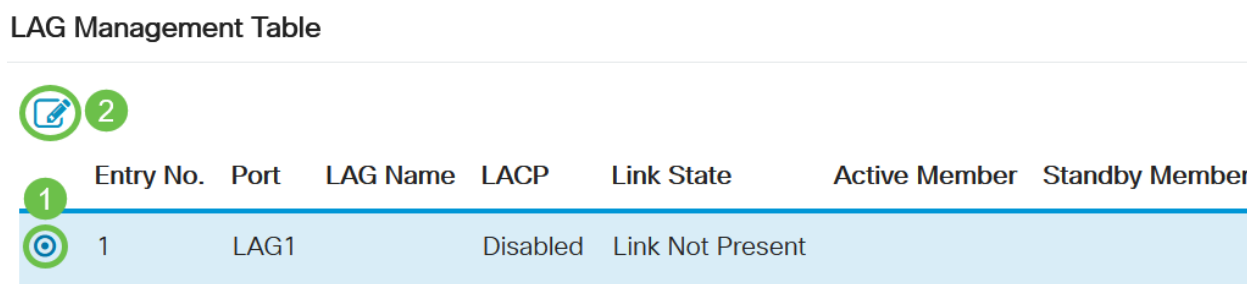 LAG Management Table
2
Entry No. Port LAG Name LACP Link State Active Member Standby Member
1
1 LAG1 Disabled Link Not Present